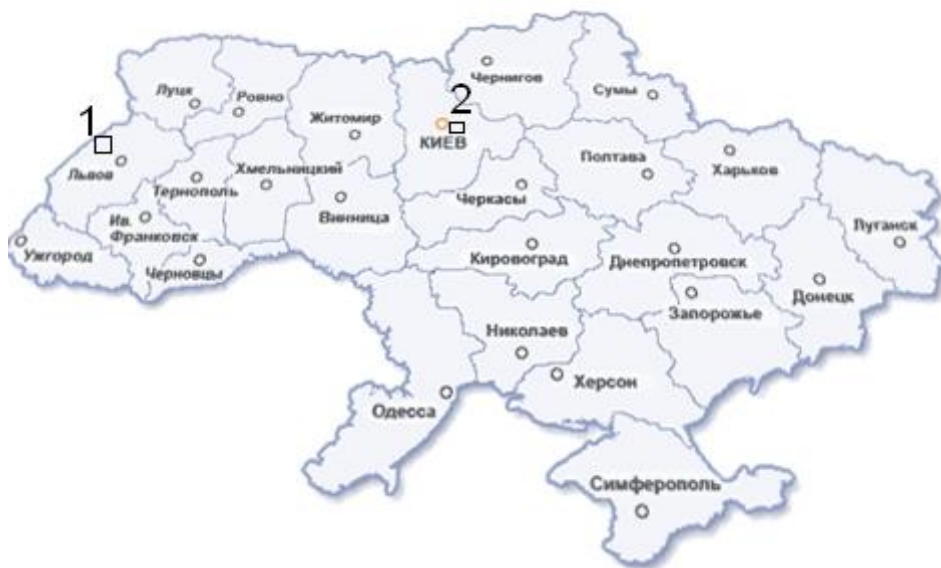 Чернигов
Сумы
2
Луцк
Ровно
1
Житомир
КИЕВ
Львов
Тернополь
Хмельницкий
Полтава
Харьков
Черкасы
Винница
Ив.
Франковск
Луганск
Ужгород
Черновцы
Кировоград
Днепропетровск
Донецк
Запорожье
Николаев
Херсон
Одесса
Симферополь